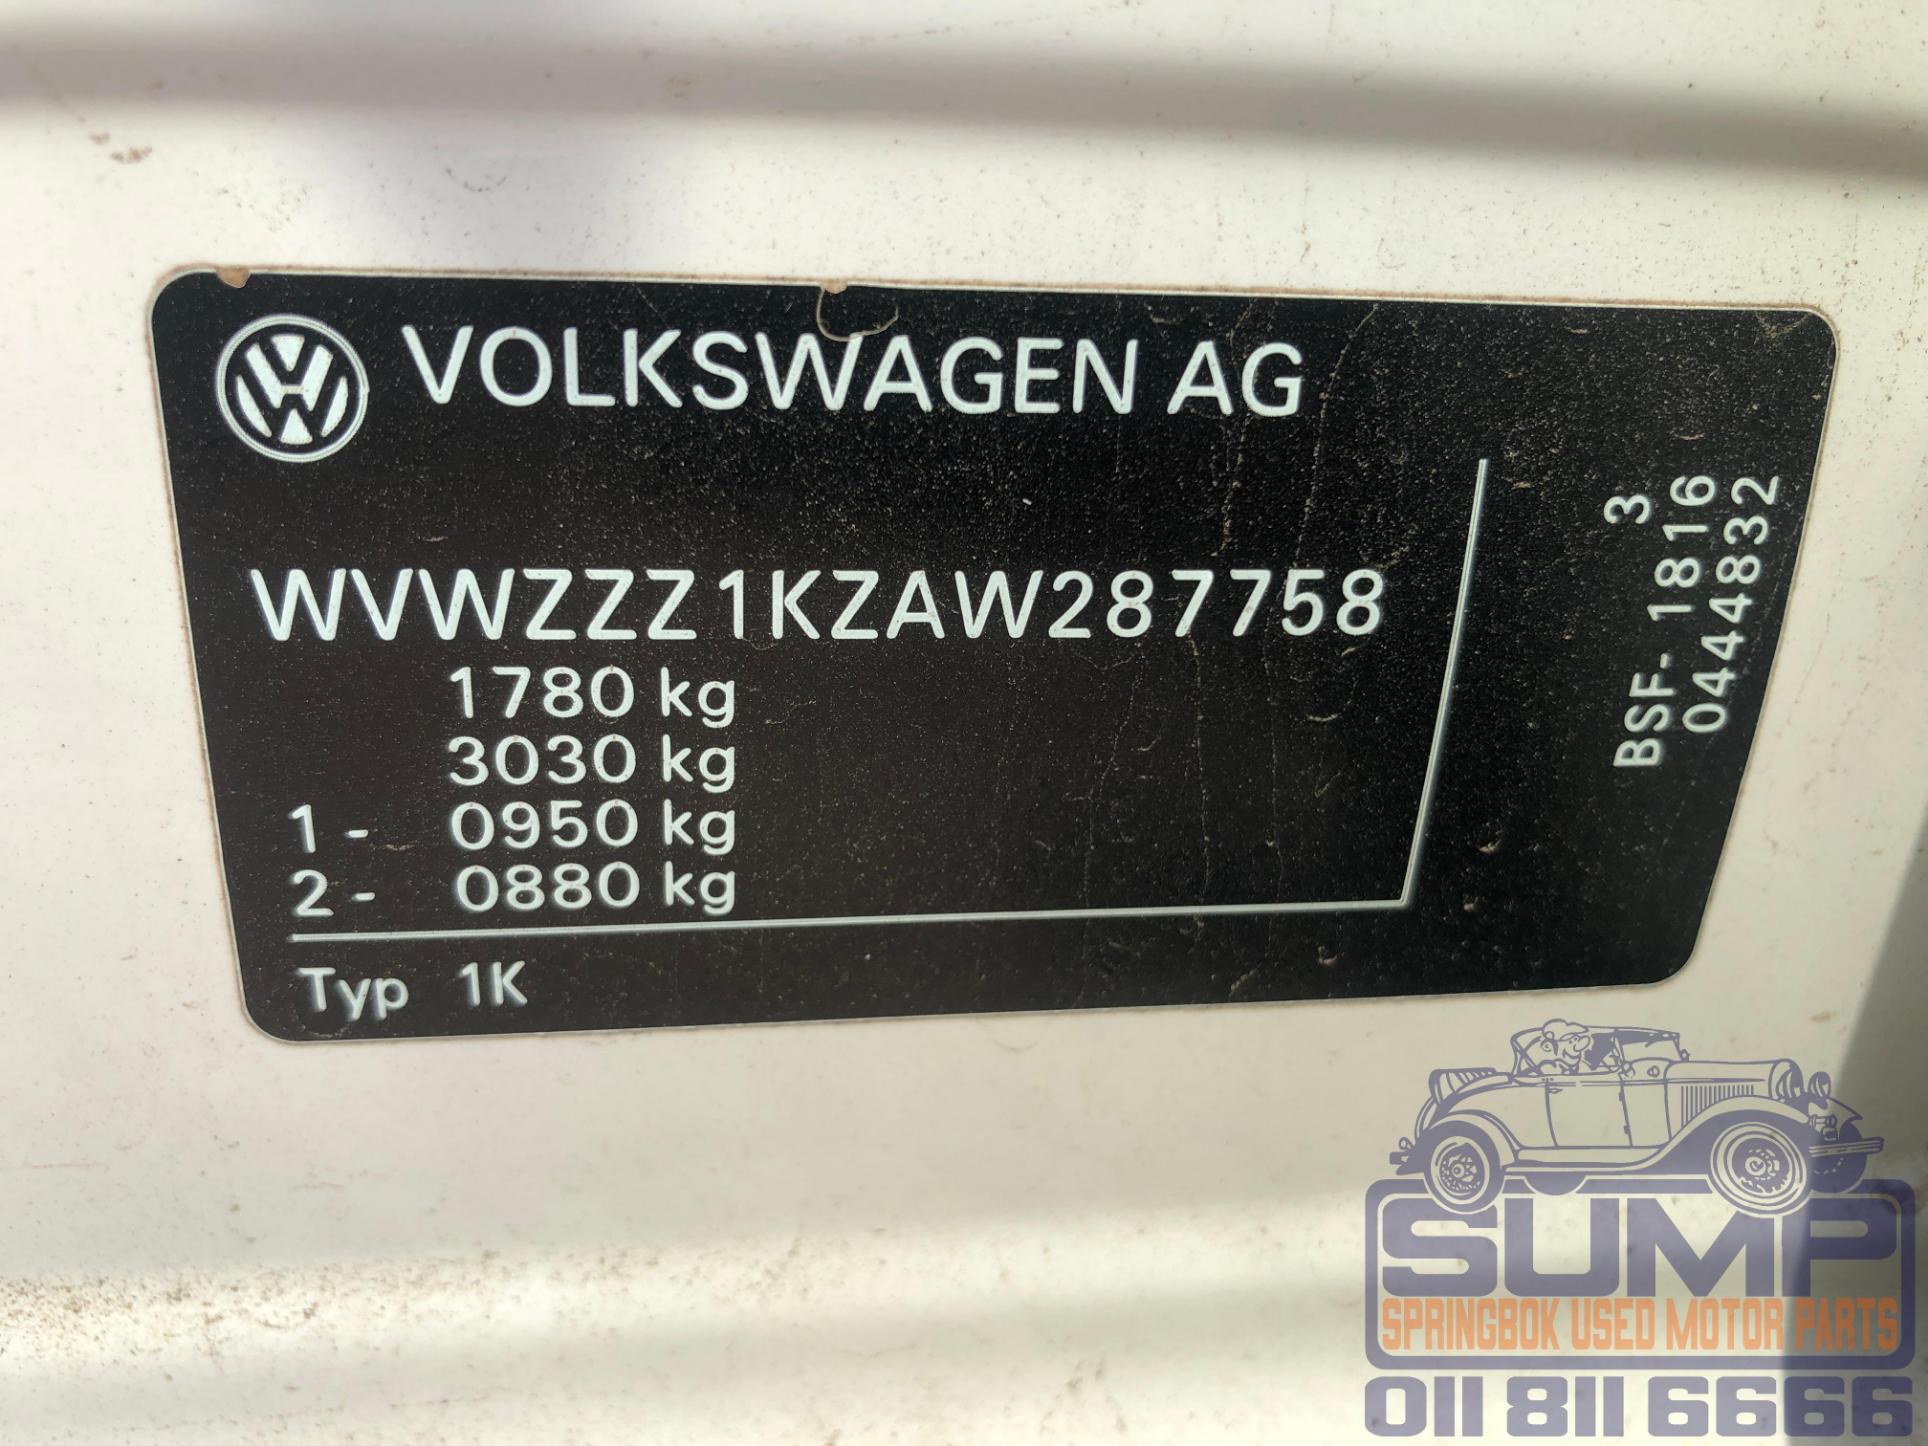 VOLKSWAGEN AG
WVWZZZ1KZAW287758
1780 kg
3030 kg
1 - 0950 kg
2 - 0880 kg
Typ 1K
3
BSF- 1816
0444832
SUMP
SPRINGBOK USED MOTOR PARTS
011 811 6666